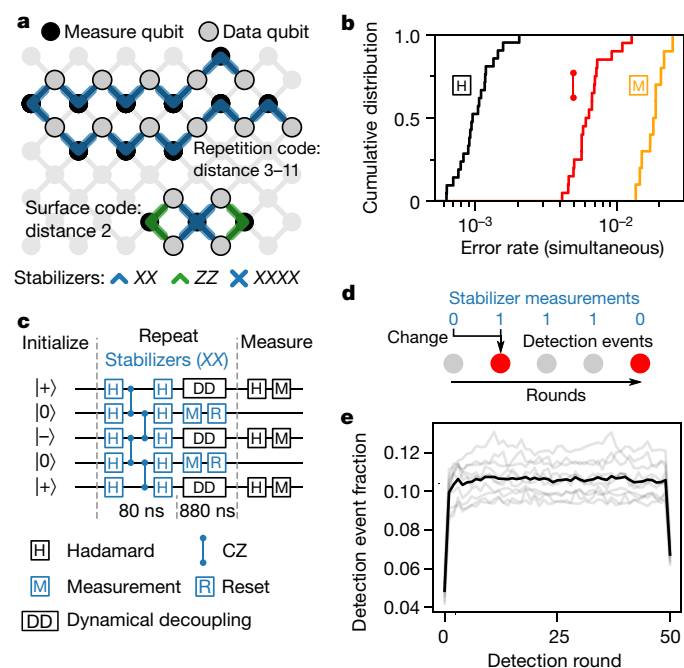 a
Measure qubit
Data qubit
Repetition code:
distance 3–11
Surface code:
distance 2
Stabilizers: XX ZZ XXXX
b
Cumulative distribution
1.0
0.5
0
H
M
10⁻³
10⁻²
Error rate (simultaneous)
c
Initialize
Repeat
Measure
Stabilizers (XX)
|+⟩ H H DD H M
|0⟩ H H M R
|−⟩ H H DD H M
|0⟩ H H M R
|+⟩ H H DD H M
80 ns
880 ns
H Hadamard
CZ
M Measurement
R Reset
DD Dynamical decoupling
d
Stabilizer measurements
0 1 1 1 0
Change
Detection events
Rounds
e
Detection event fraction
0.12
0.10
0.08
0.06
0.04
0
25
50
Detection round